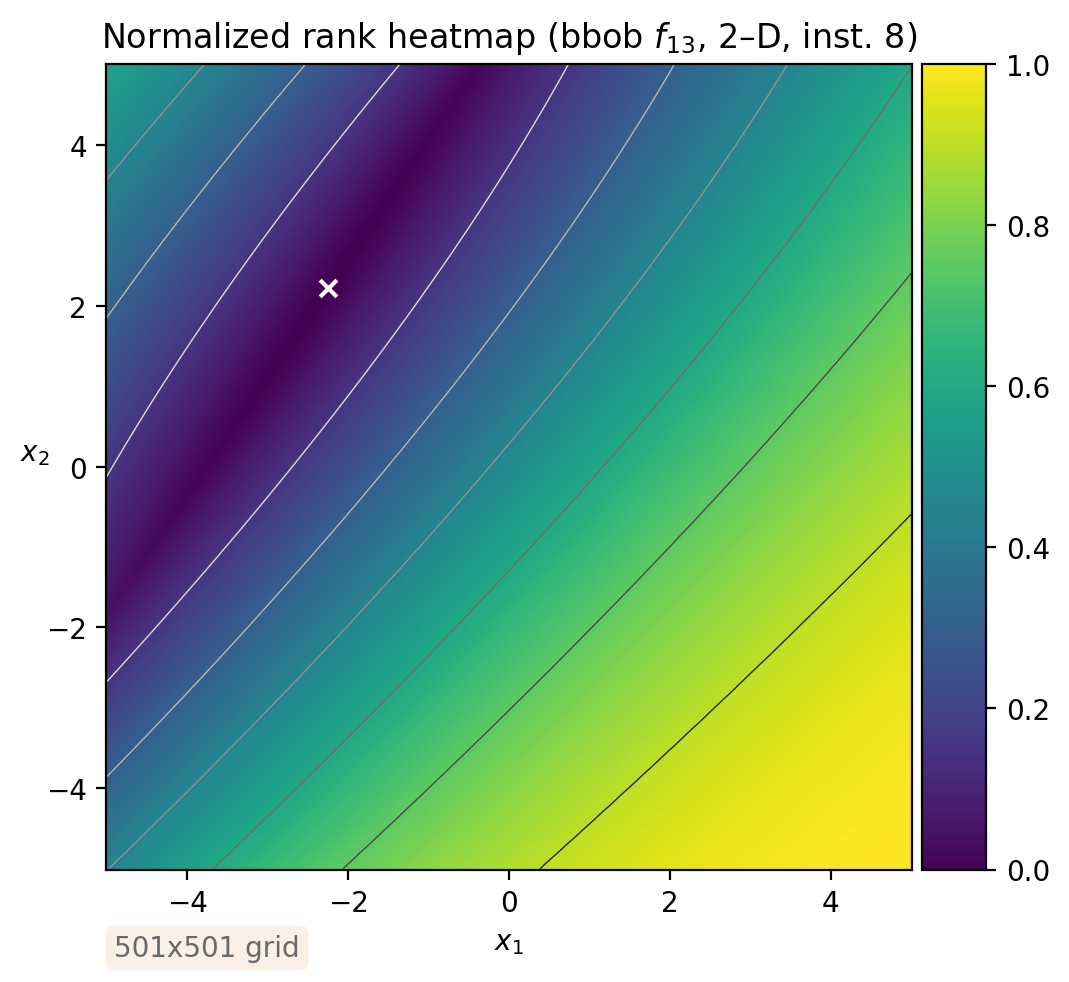 Normalized rank heatmap (bbob f₁₃, 2–D, inst. 8)
1.0
0.8
0.6
0.4
0.2
0.0
4
2
0
−2
−4
x₂
−4 −2 0 2 4
x₁
501x501 grid